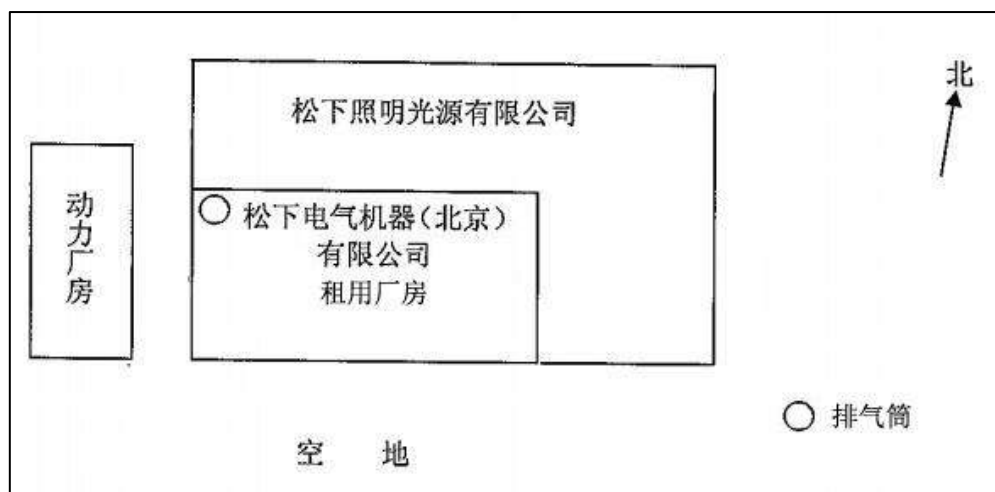 北
松下照明光源有限公司
动力厂房
松下电气机器（北京）
有限公司
租用厂房
排气筒
空 地